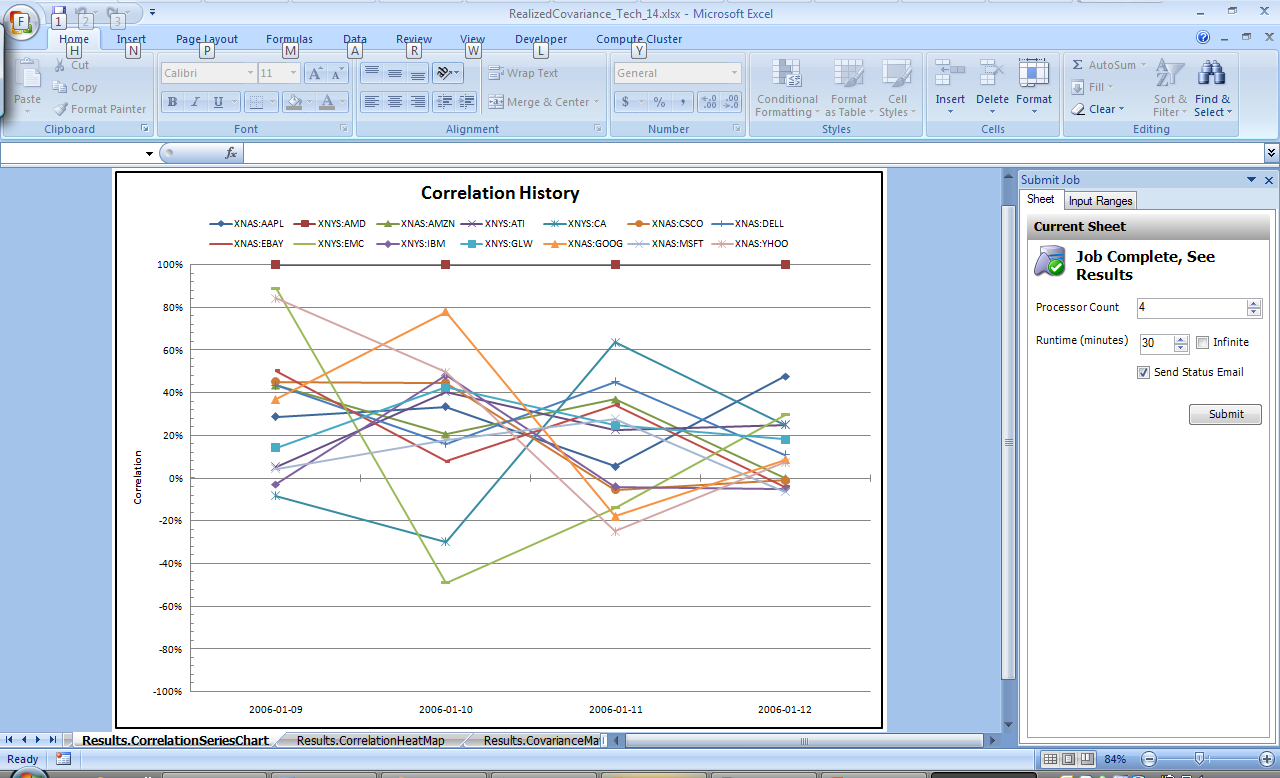 RealizedCovariance_Tech_14.xlsx - Microsoft Excel
F 1 2 3
Home Insert Page Layout Formulas Data Review View Developer Compute Cluster
H N P M A R W L Y
Paste
Cut
Copy
Format Painter
Clipboard
Calibri 11
B I U
Font
Wrap Text
Merge & Center
Alignment
General
$ % ,
Number
Conditional Formatting
Format as Table
Cell Styles
Styles
Insert Delete Format
Cells
AutoSum
Fill
Clear
Sort & Filter
Find & Select
Editing
fx
Correlation History
XNAS:AAPL XNYS:AMD XNAS:AMZN XNYS:ATI XNYS:CA XNAS:CSCO XNAS:DELL
XNAS:EBAY XNYS:EMC XNYS:IBM XNYS:GLW XNAS:GOOG XNAS:MSFT XNAS:YHOO
100%
80%
60%
40%
20%
0%
-20%
-40%
-60%
-80%
-100%
Correlation
2006-01-09 2006-01-10 2006-01-11 2006-01-12
Submit Job
Sheet Input Ranges
Current Sheet
Job Complete, See
Results
Processor Count 4
Runtime (minutes) 30 Infinite
Send Status Email
Submit
Results.CorrelationSeriesChart Results.CorrelationHeatMap Results.CovarianceMa
Ready 84%